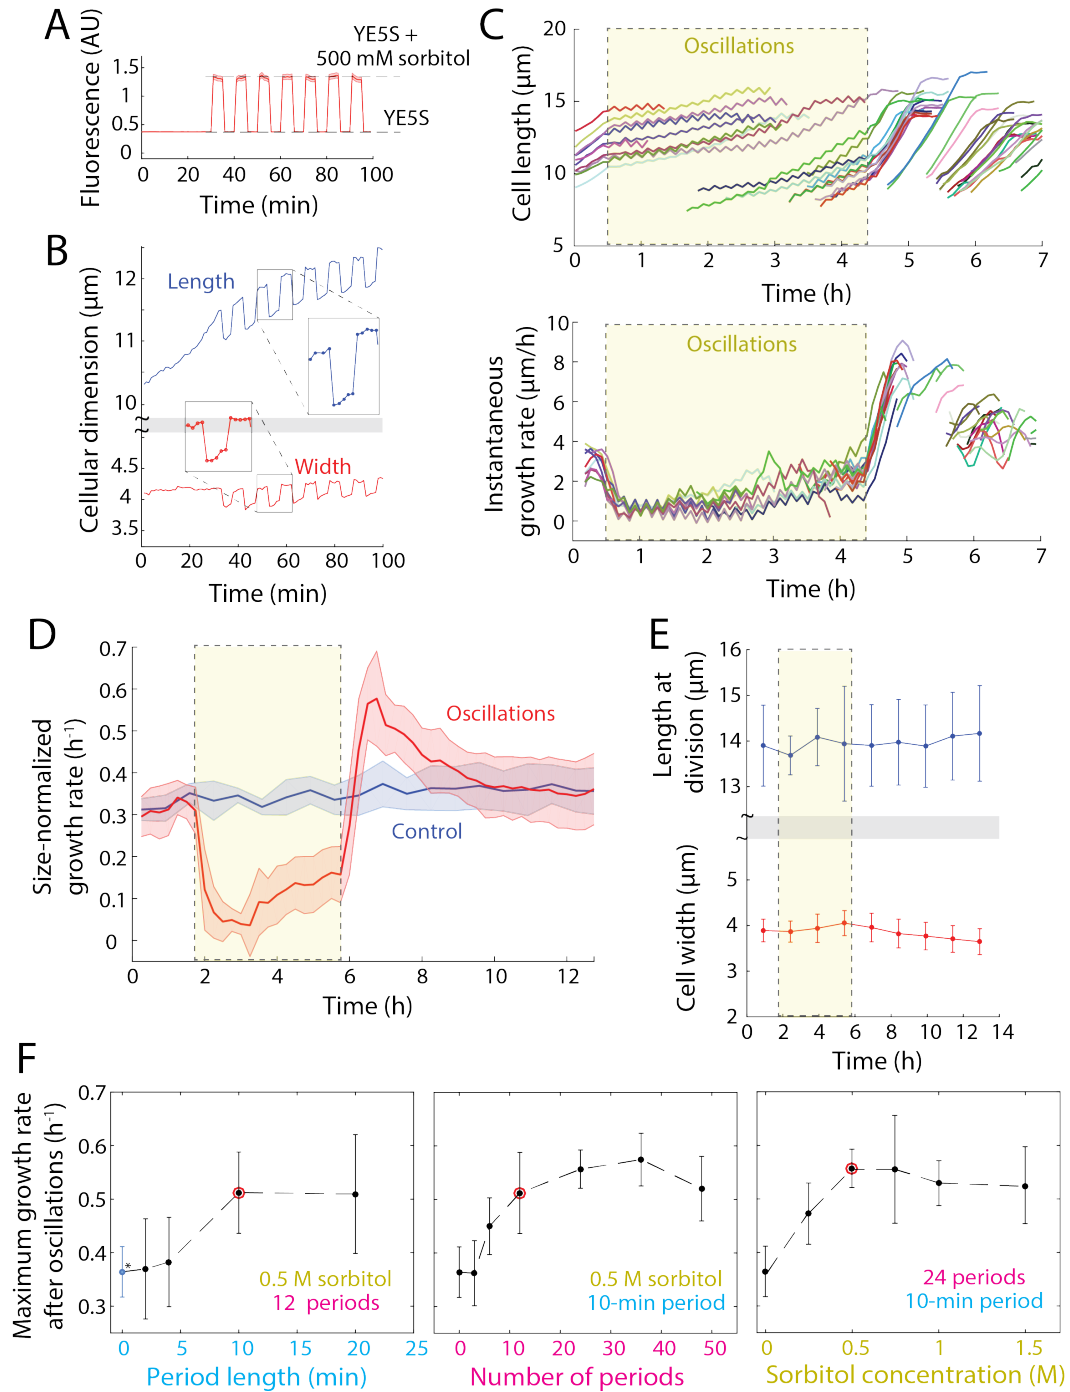 A
YE5S +
500 mM sorbitol
YE5S
Fluorescence (AU)
1.5
1
0.5
0
0 20 40 60 80 100
Time (min)
B
Length
Width
Cellular dimension (μm)
12
11
10
~
4.5
4
3.5
0 20 40 60 80 100
Time (min)
C
Oscillations
Cell length (μm)
20
15
10
5
0 1 2 3 4 5 6 7
Time (h)
Oscillations
Instantaneous
growth rate (μm/h)
10
8
6
4
2
0
0 1 2 3 4 5 6 7
Time (h)
D
Oscillations
Control
Size-normalized
growth rate (h⁻¹)
0.7
0.6
0.5
0.4
0.3
0.2
0.1
0
0 2 4 6 8 10 12
Time (h)
E
Length at
division (μm)
16
15
14
13
~
~
Cell width (μm)
5
4
3
2
0 2 4 6 8 10 12 14
Time (h)
F
Maximum growth rate
after oscillations (h⁻¹)
0.7
0.6
0.5
0.4
0.3
*
0.5 M sorbitol
12 periods
0 5 10 15 20 25
Period length (min)
0.5 M sorbitol
10-min period
0 10 20 30 40 50
Number of periods
24 periods
10-min period
0 0.5 1 1.5
Sorbitol concentration (M)